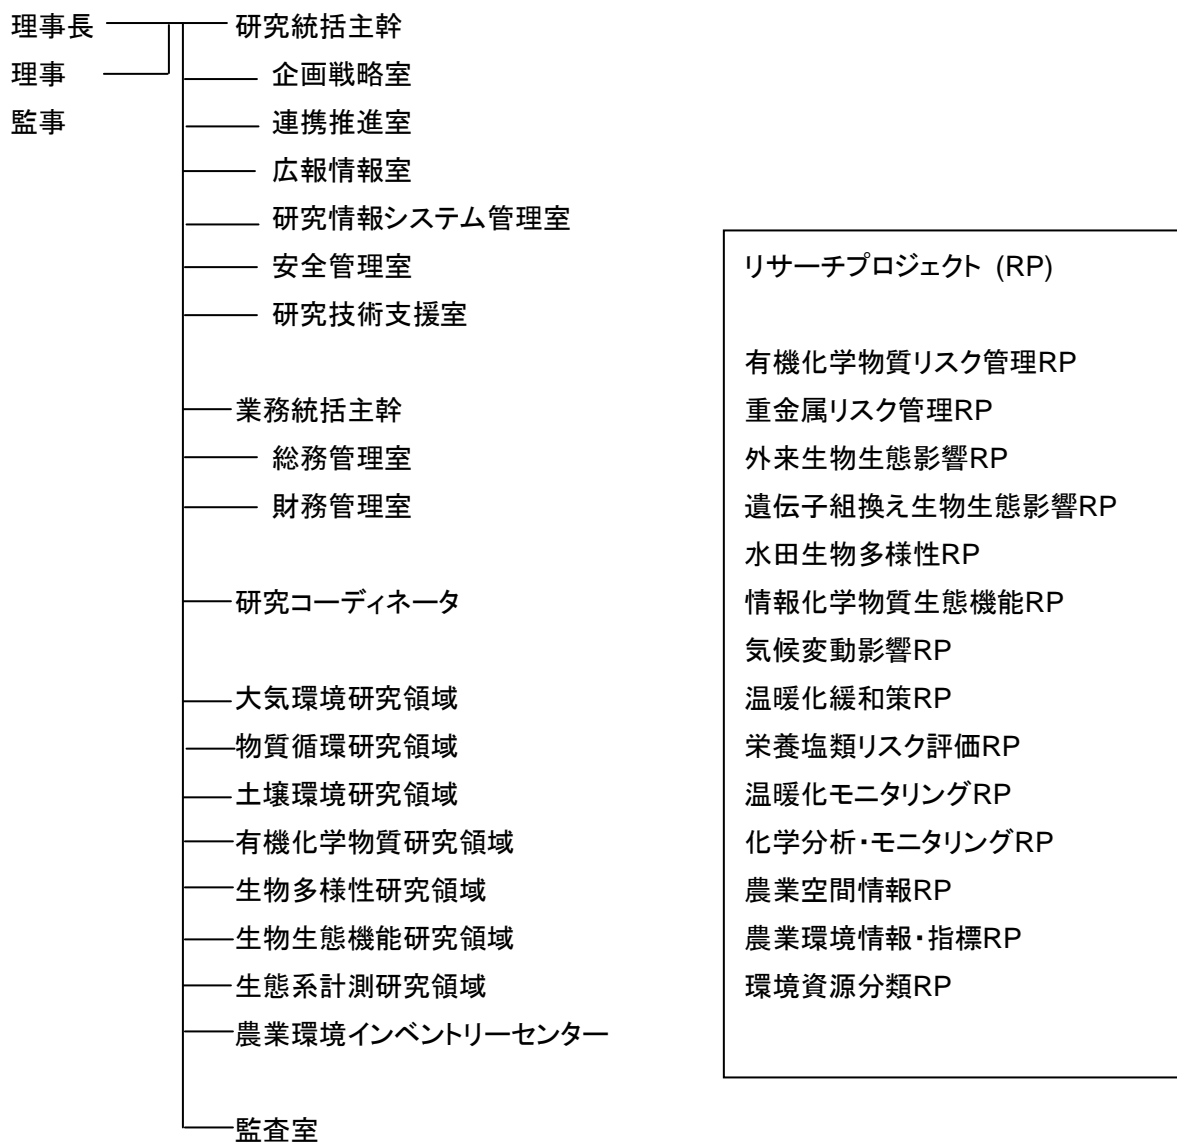 理事長
理事
監事
研究統括主幹
企画戦略室
連携推進室
広報情報室
研究情報システム管理室
安全管理室
研究技術支援室
業務統括主幹
総務管理室
財務管理室
研究コーディネータ
大気環境研究領域
物質循環研究領域
土壌環境研究領域
有機化学物質研究領域
生物多様性研究領域
生物生態機能研究領域
生態系計測研究領域
農業環境インベントリーセンター
監査室
リサーチプロジェクト (RP)
有機化学物質リスク管理RP
重金属リスク管理RP
外来生物生態影響RP
遺伝子組換え生物生態影響RP
水田生物多様性RP
情報化学物質生態機能RP
気候変動影響RP
温暖化緩和策RP
栄養塩類リスク評価RP
温暖化モニタリングRP
化学分析・モニタリングRP
農業空間情報RP
農業環境情報・指標RP
環境資源分類RP